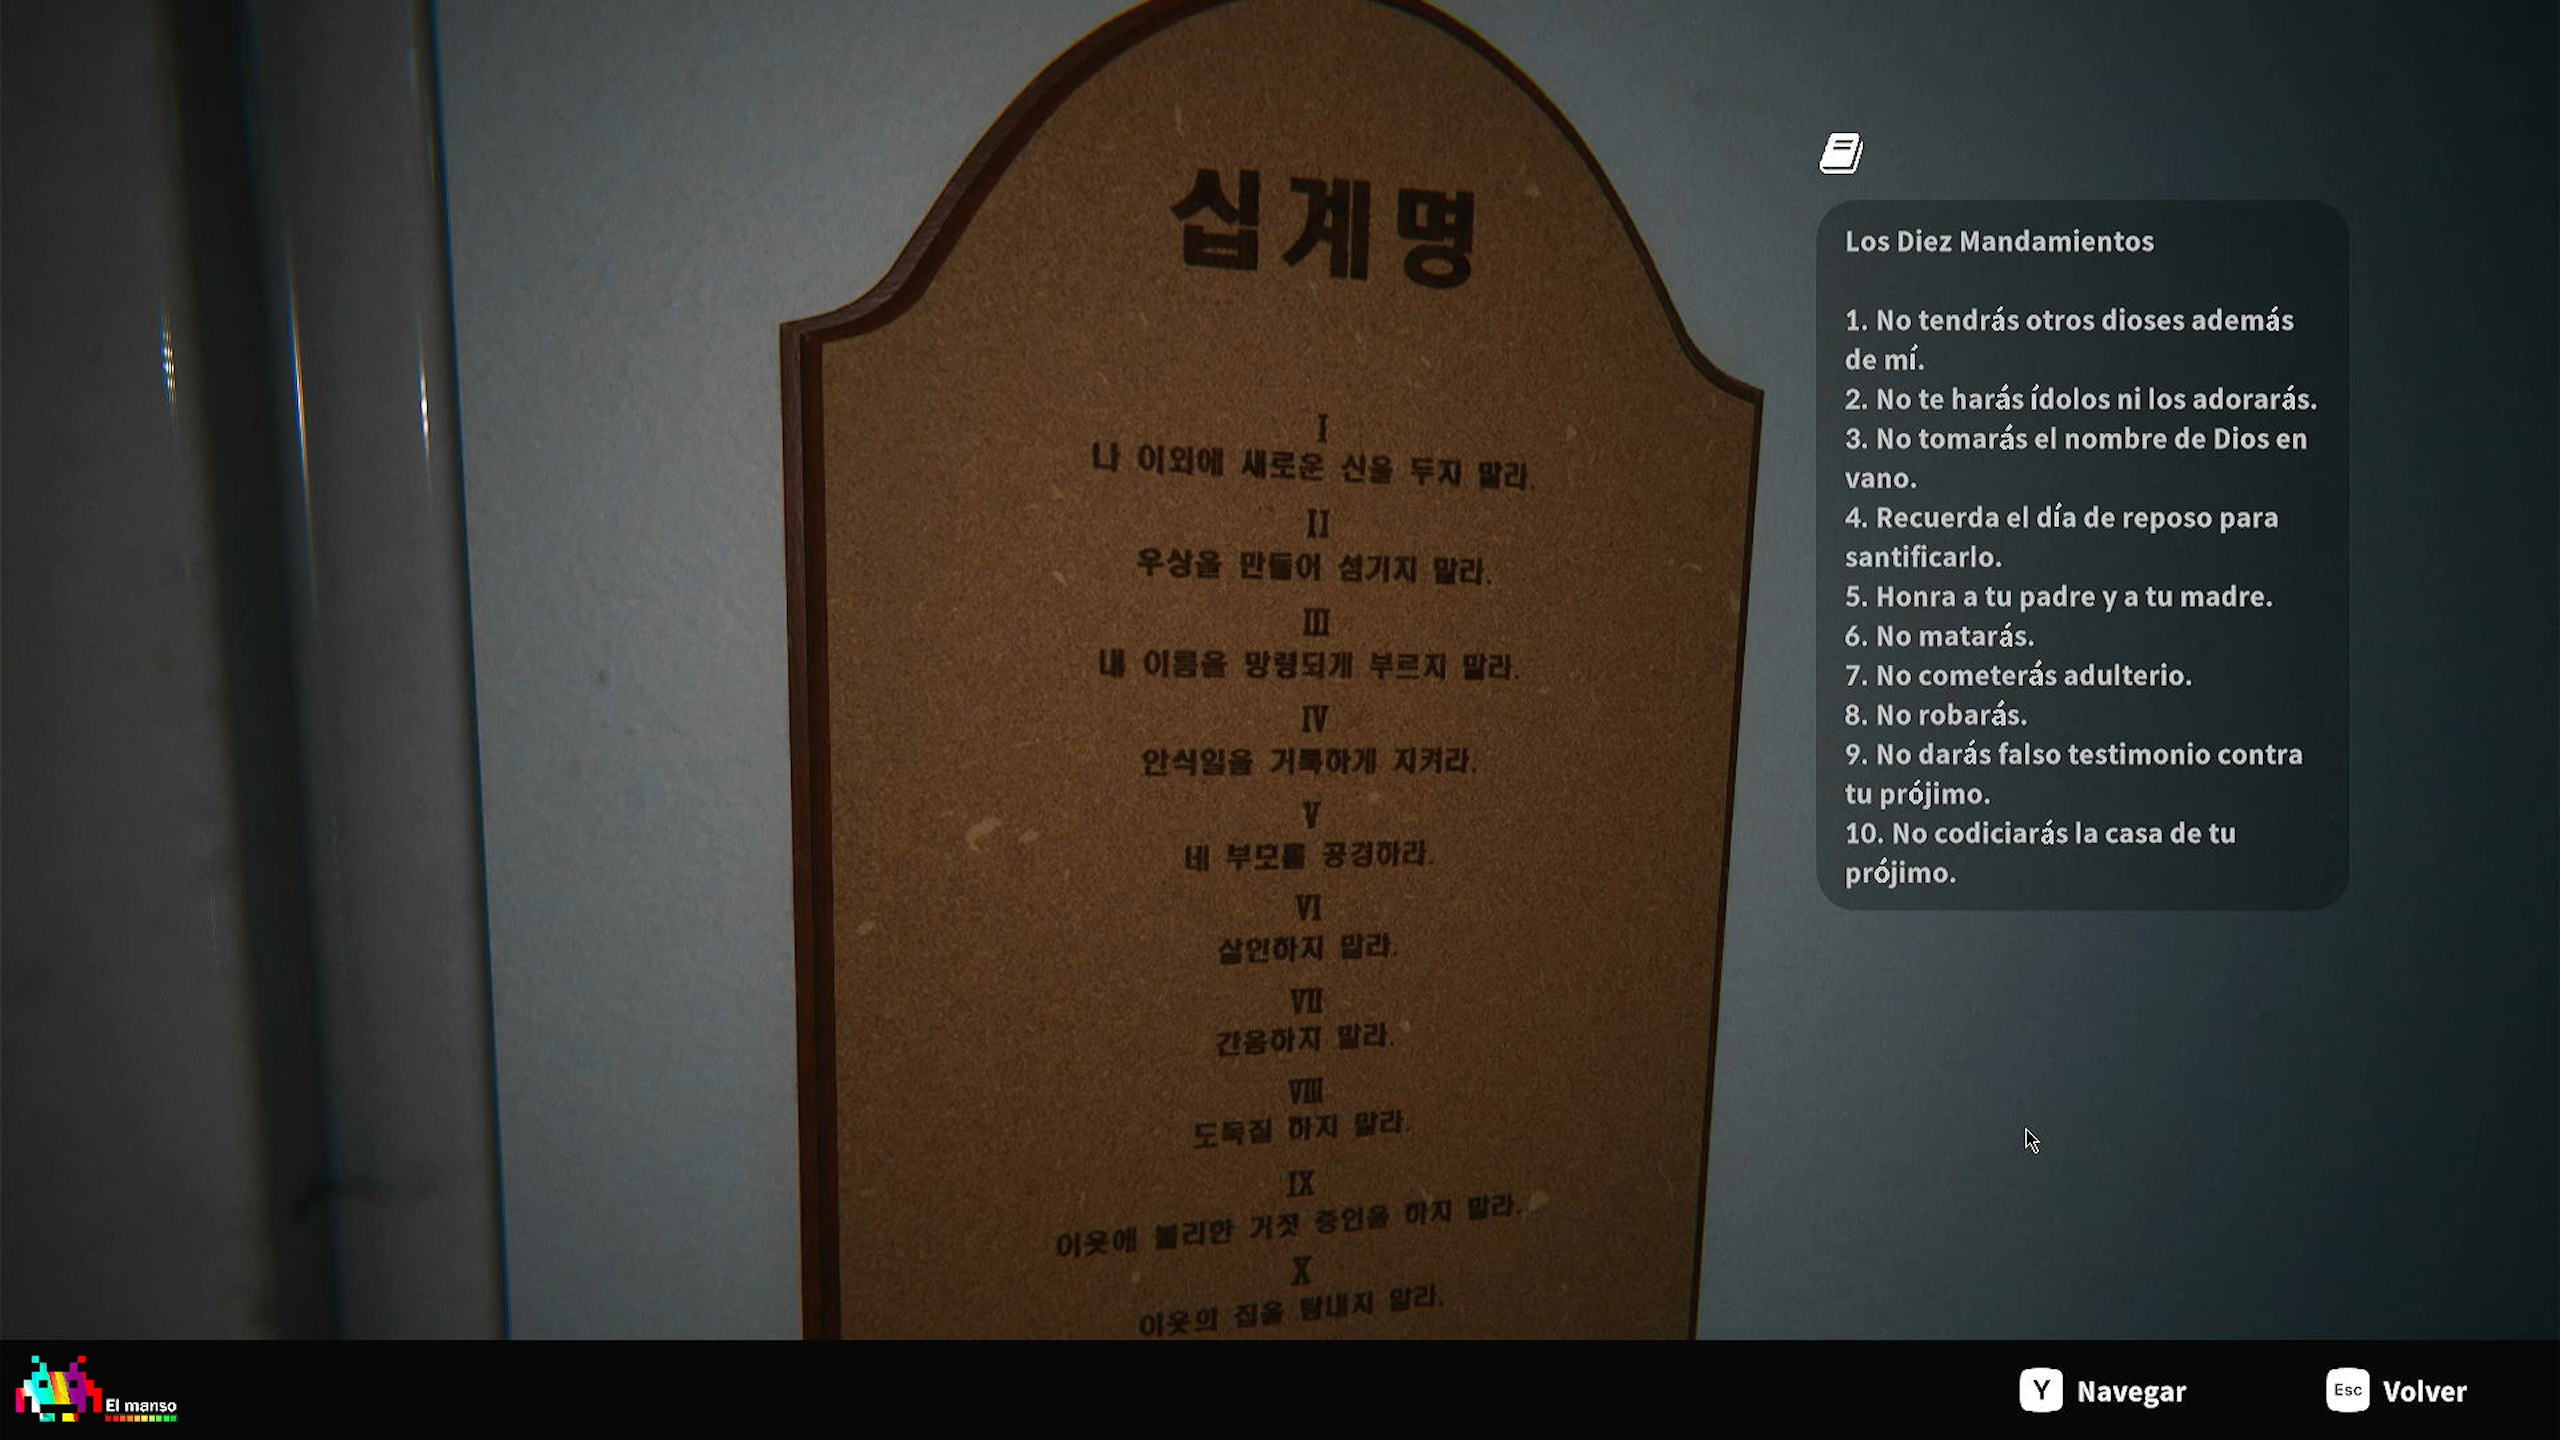 십계명
I
나 이외에 새로운 신을 두지 말라.
II
우상을 만들어 섬기지 말라.
III
내 이름을 망령되게 부르지 말라.
IV
안식일을 거룩하게 지켜라.
V
네 부모를 공경하라.
VI
살인하지 말라.
VII
간음하지 말라.
VIII
도둑질 하지 말라.
IX
이웃에 불리한 거짓 증언을 하지 말라.
X
이웃의 집을 탐내지 말라.
Los Diez Mandamientos
1. No tendrás otros dioses además
de mí.
2. No te harás ídolos ni los adorarás.
3. No tomarás el nombre de Dios en
vano.
4. Recuerda el día de reposo para
santificarlo.
5. Honra a tu padre y a tu madre.
6. No matarás.
7. No cometerás adulterio.
8. No robarás.
9. No darás falso testimonio contra
tu prójimo.
10. No codiciarás la casa de tu
prójimo.
El manso
Y Navegar
Esc Volver